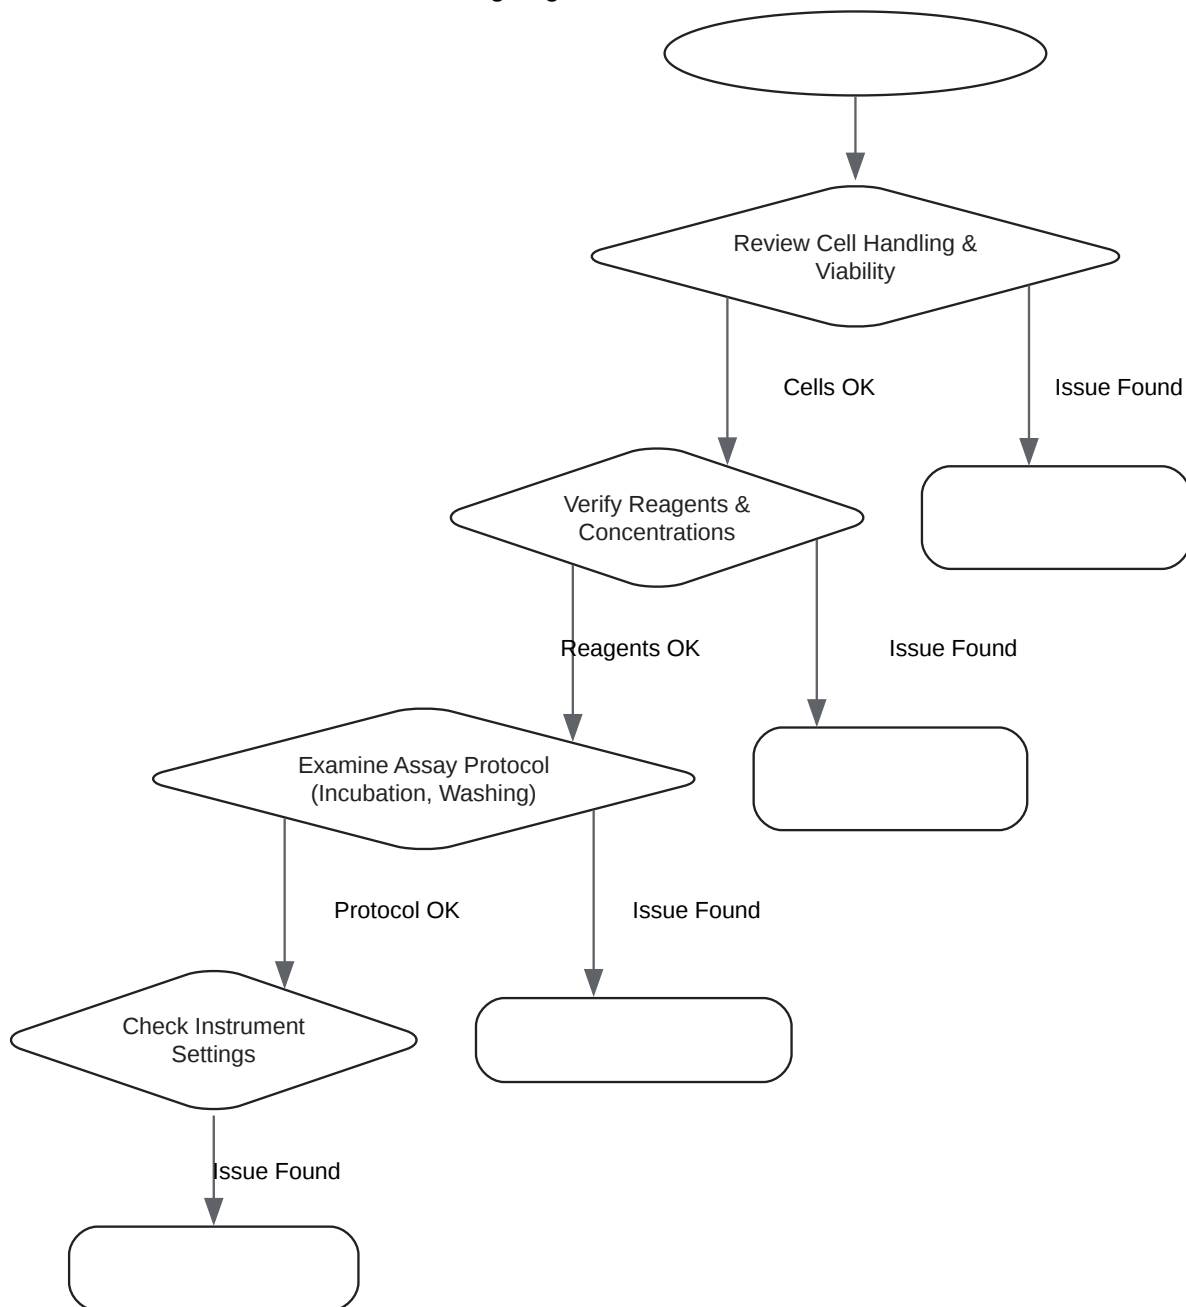 Review Cell Handling &
Viability
Cells OK
Issue Found
Verify Reagents &
Concentrations
Reagents OK
Issue Found
Examine Assay Protocol
(Incubation, Washing)
Protocol OK
Issue Found
Check Instrument
Settings
Issue Found